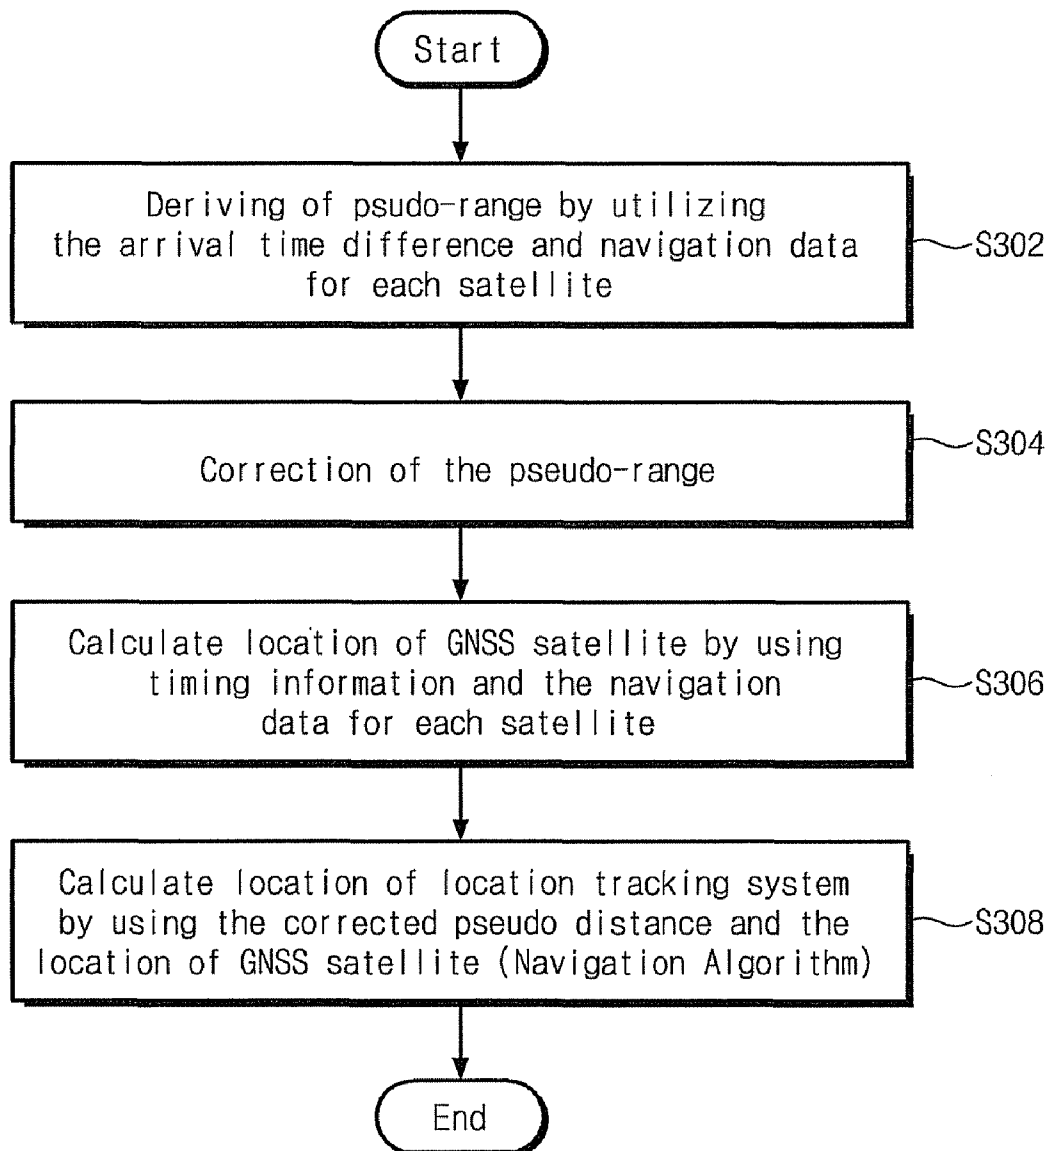 Start
Deriving of psudo-range by utilizing
the arrival time difference and navigation data
for each satellite
S302
Correction of the pseudo-range
S304
Calculate location of GNSS satellite by using
timing information and the navigation
data for each satellite
S306
Calculate location of location tracking system
by using the corrected pseudo distance and the
location of GNSS satellite (Navigation Algorithm)
S308
End